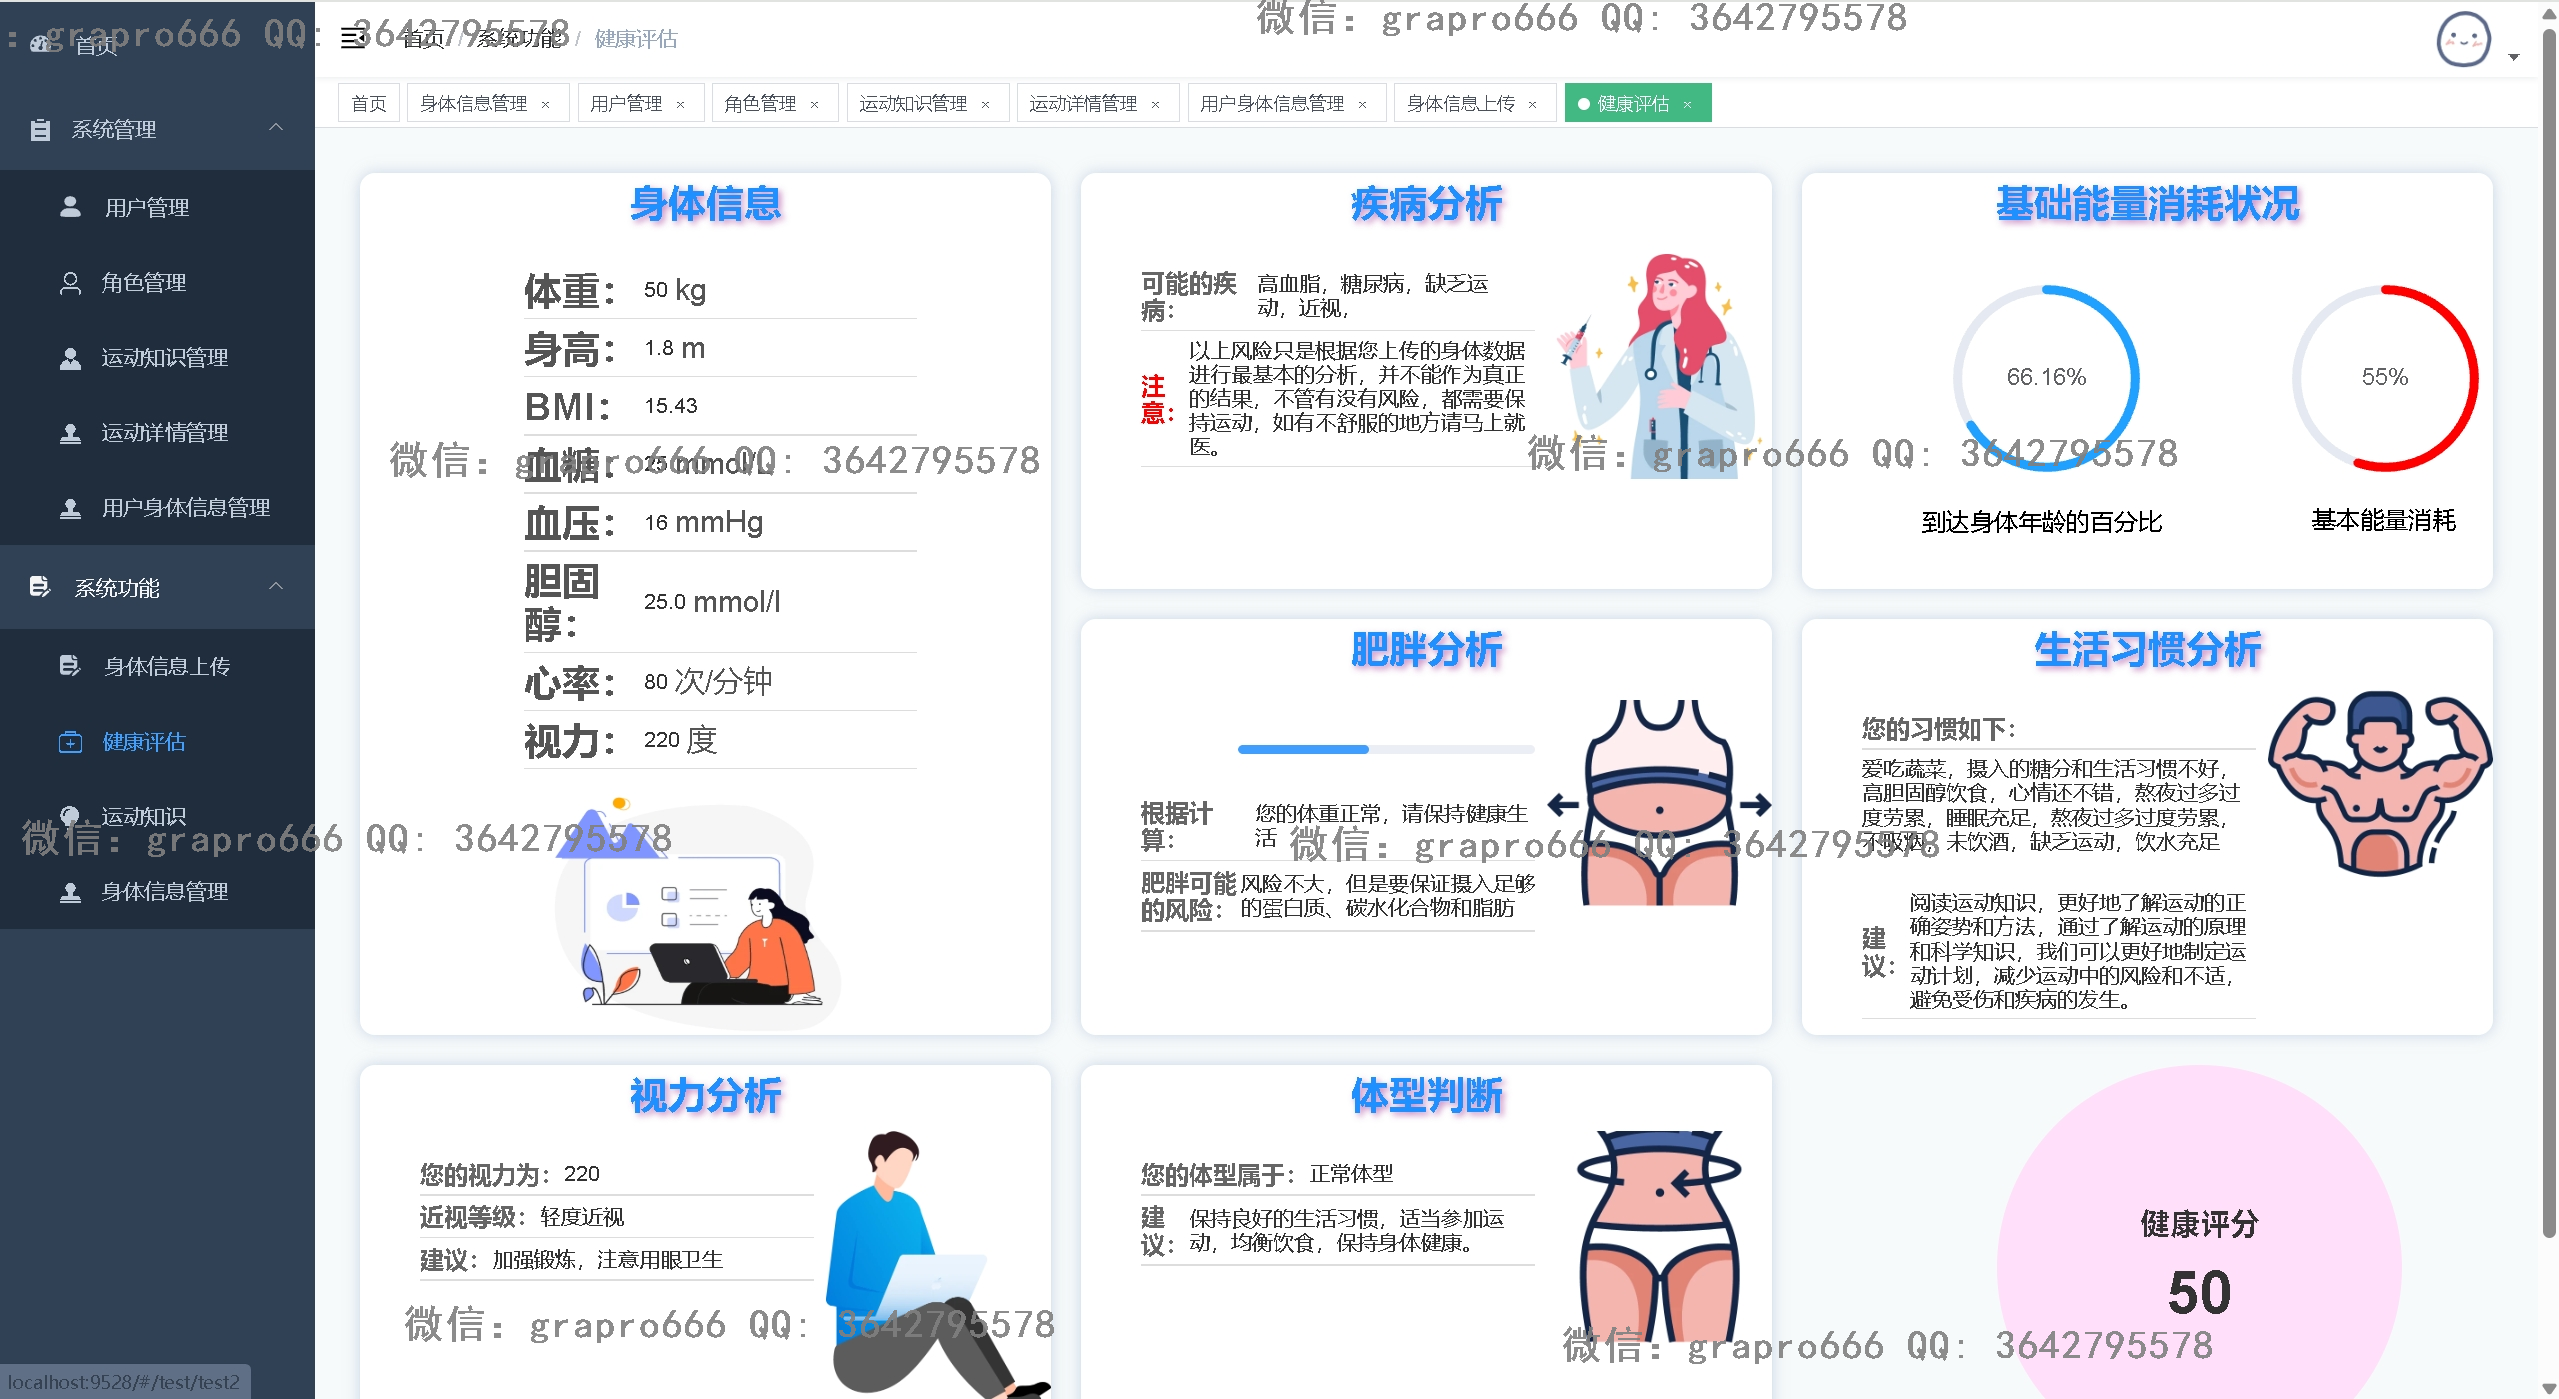 微信: grapro666 QQ: 3642795578
: grapro666 QQ: 3642795578
首页
首页 / 系统功能 / 健康评估
首页
身体信息管理 ×
用户管理 ×
角色管理 ×
运动知识管理 ×
运动详情管理 ×
用户身体信息管理 ×
身体信息上传 ×
健康评估 ×
系统管理
用户管理
角色管理
运动知识管理
运动详情管理
用户身体信息管理
系统功能
身体信息上传
健康评估
运动知识
身体信息管理
身体信息
体重： 50 kg
身高： 1.8 m
BMI： 15.43
血糖： 25 mmol/L
微信: grapro666 QQ: 3642795578
血压： 16 mmHg
胆固
醇：
25.0 mmol/l
心率： 80 次/分钟
视力： 220 度
微信: grapro666 QQ: 3642795578
疾病分析
可能的疾
病：
高血脂，糖尿病，缺乏运
动，近视，
注
意：
以上风险只是根据您上传的身体数据
进行最基本的分析，并不能作为真正
的结果，不管有没有风险，都需要保
持运动，如有不舒服的地方请马上就
医。
微信: grapro666 QQ: 3642795578
基础能量消耗状况
66.16%
55%
到达身体年龄的百分比
基本能量消耗
肥胖分析
根据计
算：
您的体重正常，请保持健康生
活
微信: grapro666 QQ: 3642795578
肥胖可能
的风险：
风险不大，但是要保证摄入足够
的蛋白质、碳水化合物和脂肪
生活习惯分析
您的习惯如下：
爱吃蔬菜，摄入的糖分和生活习惯不好，
高胆固醇饮食，心情还不错，熬夜过多过
度劳累，睡眠充足，熬夜过多过度劳累，
不吸烟，未饮酒，缺乏运动，饮水充足
建
议：
阅读运动知识，更好地了解运动的正
确姿势和方法，通过了解运动的原理
和科学知识，我们可以更好地制定运
动计划，减少运动中的风险和不适，
避免受伤和疾病的发生。
视力分析
您的视力为：220
近视等级：轻度近视
建议：加强锻炼，注意用眼卫生
微信: grapro666 QQ: 3642795578
体型判断
您的体型属于：正常体型
建
议：
保持良好的生活习惯，适当参加运
动，均衡饮食，保持身体健康。
健康评分
50
微信: grapro666 QQ: 3642795578
localhost:9528/#/test/test2